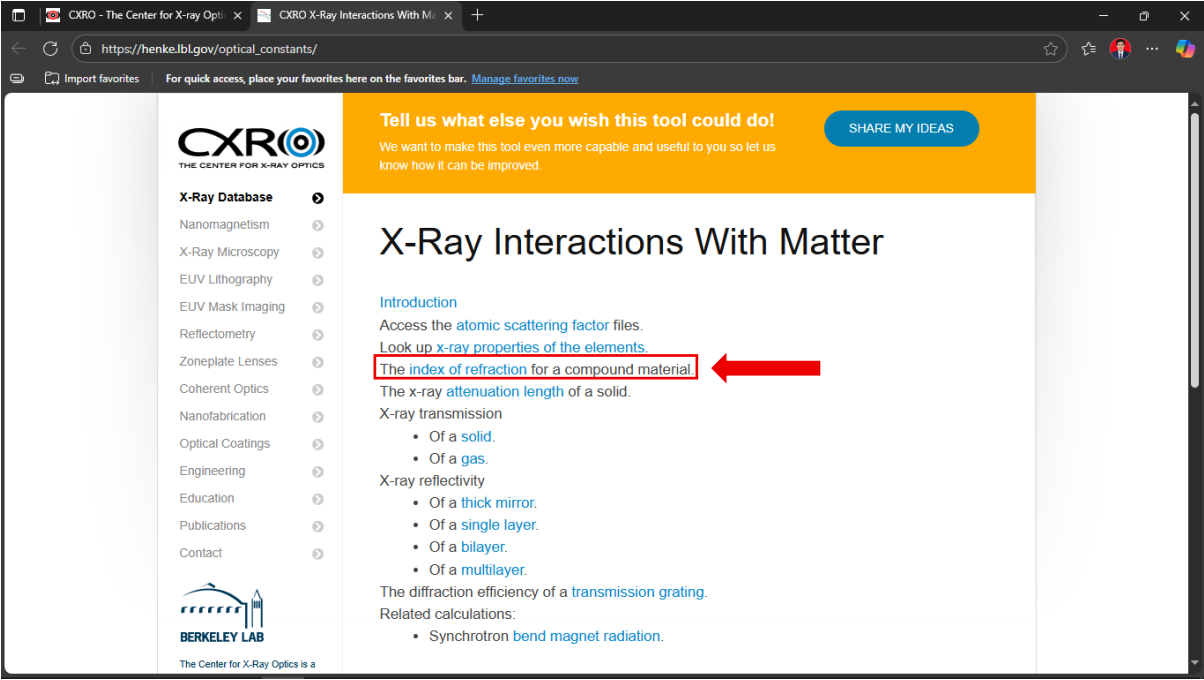 CXRO - The Center for X-ray Opti
CXRO X-Ray Interactions With Ma
https://henke.lbl.gov/optical_constants/
Import favorites
For quick access, place your favorites here on the favorites bar. Manage favorites now
CXRO
THE CENTER FOR X-RAY OPTICS
X-Ray Database
Nanomagnetism
X-Ray Microscopy
EUV Lithography
EUV Mask Imaging
Reflectometry
Zoneplate Lenses
Coherent Optics
Nanofabrication
Optical Coatings
Engineering
Education
Publications
Contact
BERKELEY LAB
The Center for X-Ray Optics is a
Tell us what else you wish this tool could do!
We want to make this tool even more capable and useful to you so let us
know how it can be improved.
SHARE MY IDEAS
X-Ray Interactions With Matter
Introduction
Access the atomic scattering factor files.
Look up x-ray properties of the elements.
The index of refraction for a compound material.
The x-ray attenuation length of a solid.
X-ray transmission
• Of a solid.
• Of a gas.
X-ray reflectivity
• Of a thick mirror.
• Of a single layer.
• Of a bilayer.
• Of a multilayer.
The diffraction efficiency of a transmission grating.
Related calculations:
• Synchrotron bend magnet radiation.